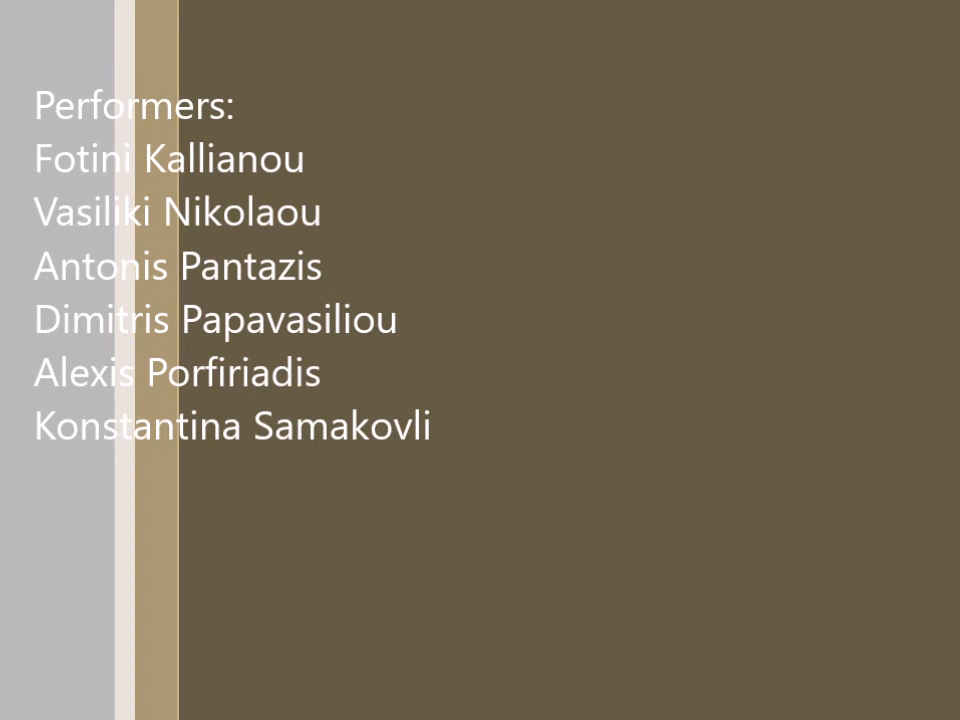 Performers:
Fotini Kallianou
Vasiliki Nikolaou
Antonis Pantazis
Dimitris Papavasiliou
Alexis Porfiriadis
Konstantina Samakovli